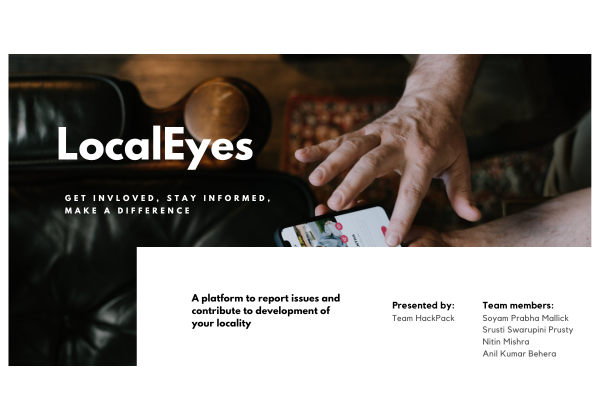 LocalEyes
GET INVLOVED, STAY INFORMED,
MAKE A DIFFERENCE
A platform to report issues and
contribute to development of
your locality
Presented by:
Team HackPack
Team members:
Soyam Prabha Mallick
Srusti Swarupini Prusty
Nitin Mishra
Anil Kumar Behera